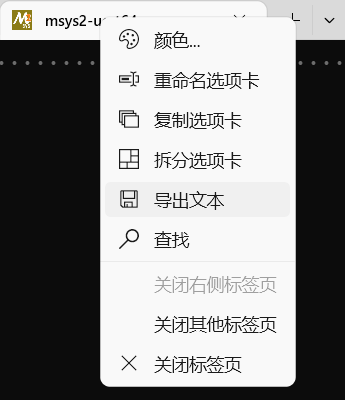 msys2-u
颜色...
重命名选项卡
复制选项卡
拆分选项卡
导出文本
查找
关闭右侧标签页
关闭其他标签页
关闭标签页